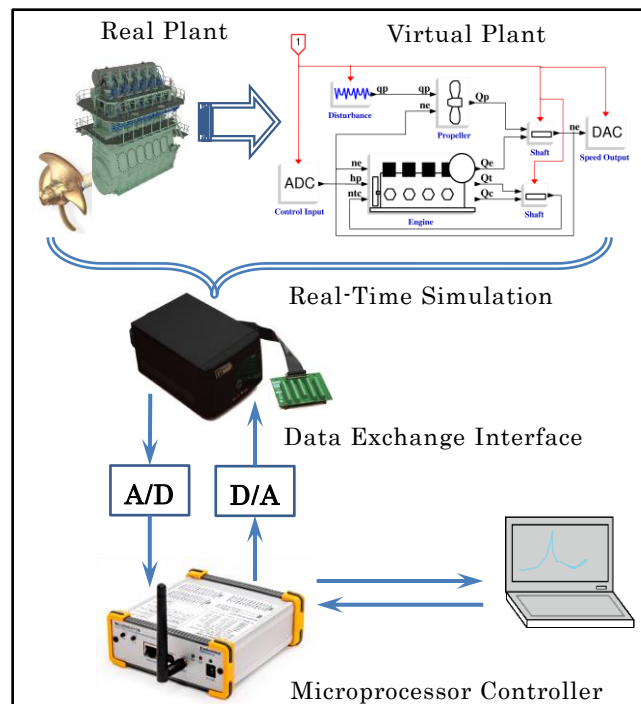 Real Plant
Virtual Plant
1
qp
qp
Disturbance
ne
Propeller
Qp
ne
DAC
Shaft
Speed Output
ADC
Control Input
ne
hp
ntc
Engine
Qe
Qt
Qc
Shaft
Real-Time Simulation
Data Exchange Interface
A/D
D/A
Microprocessor Controller